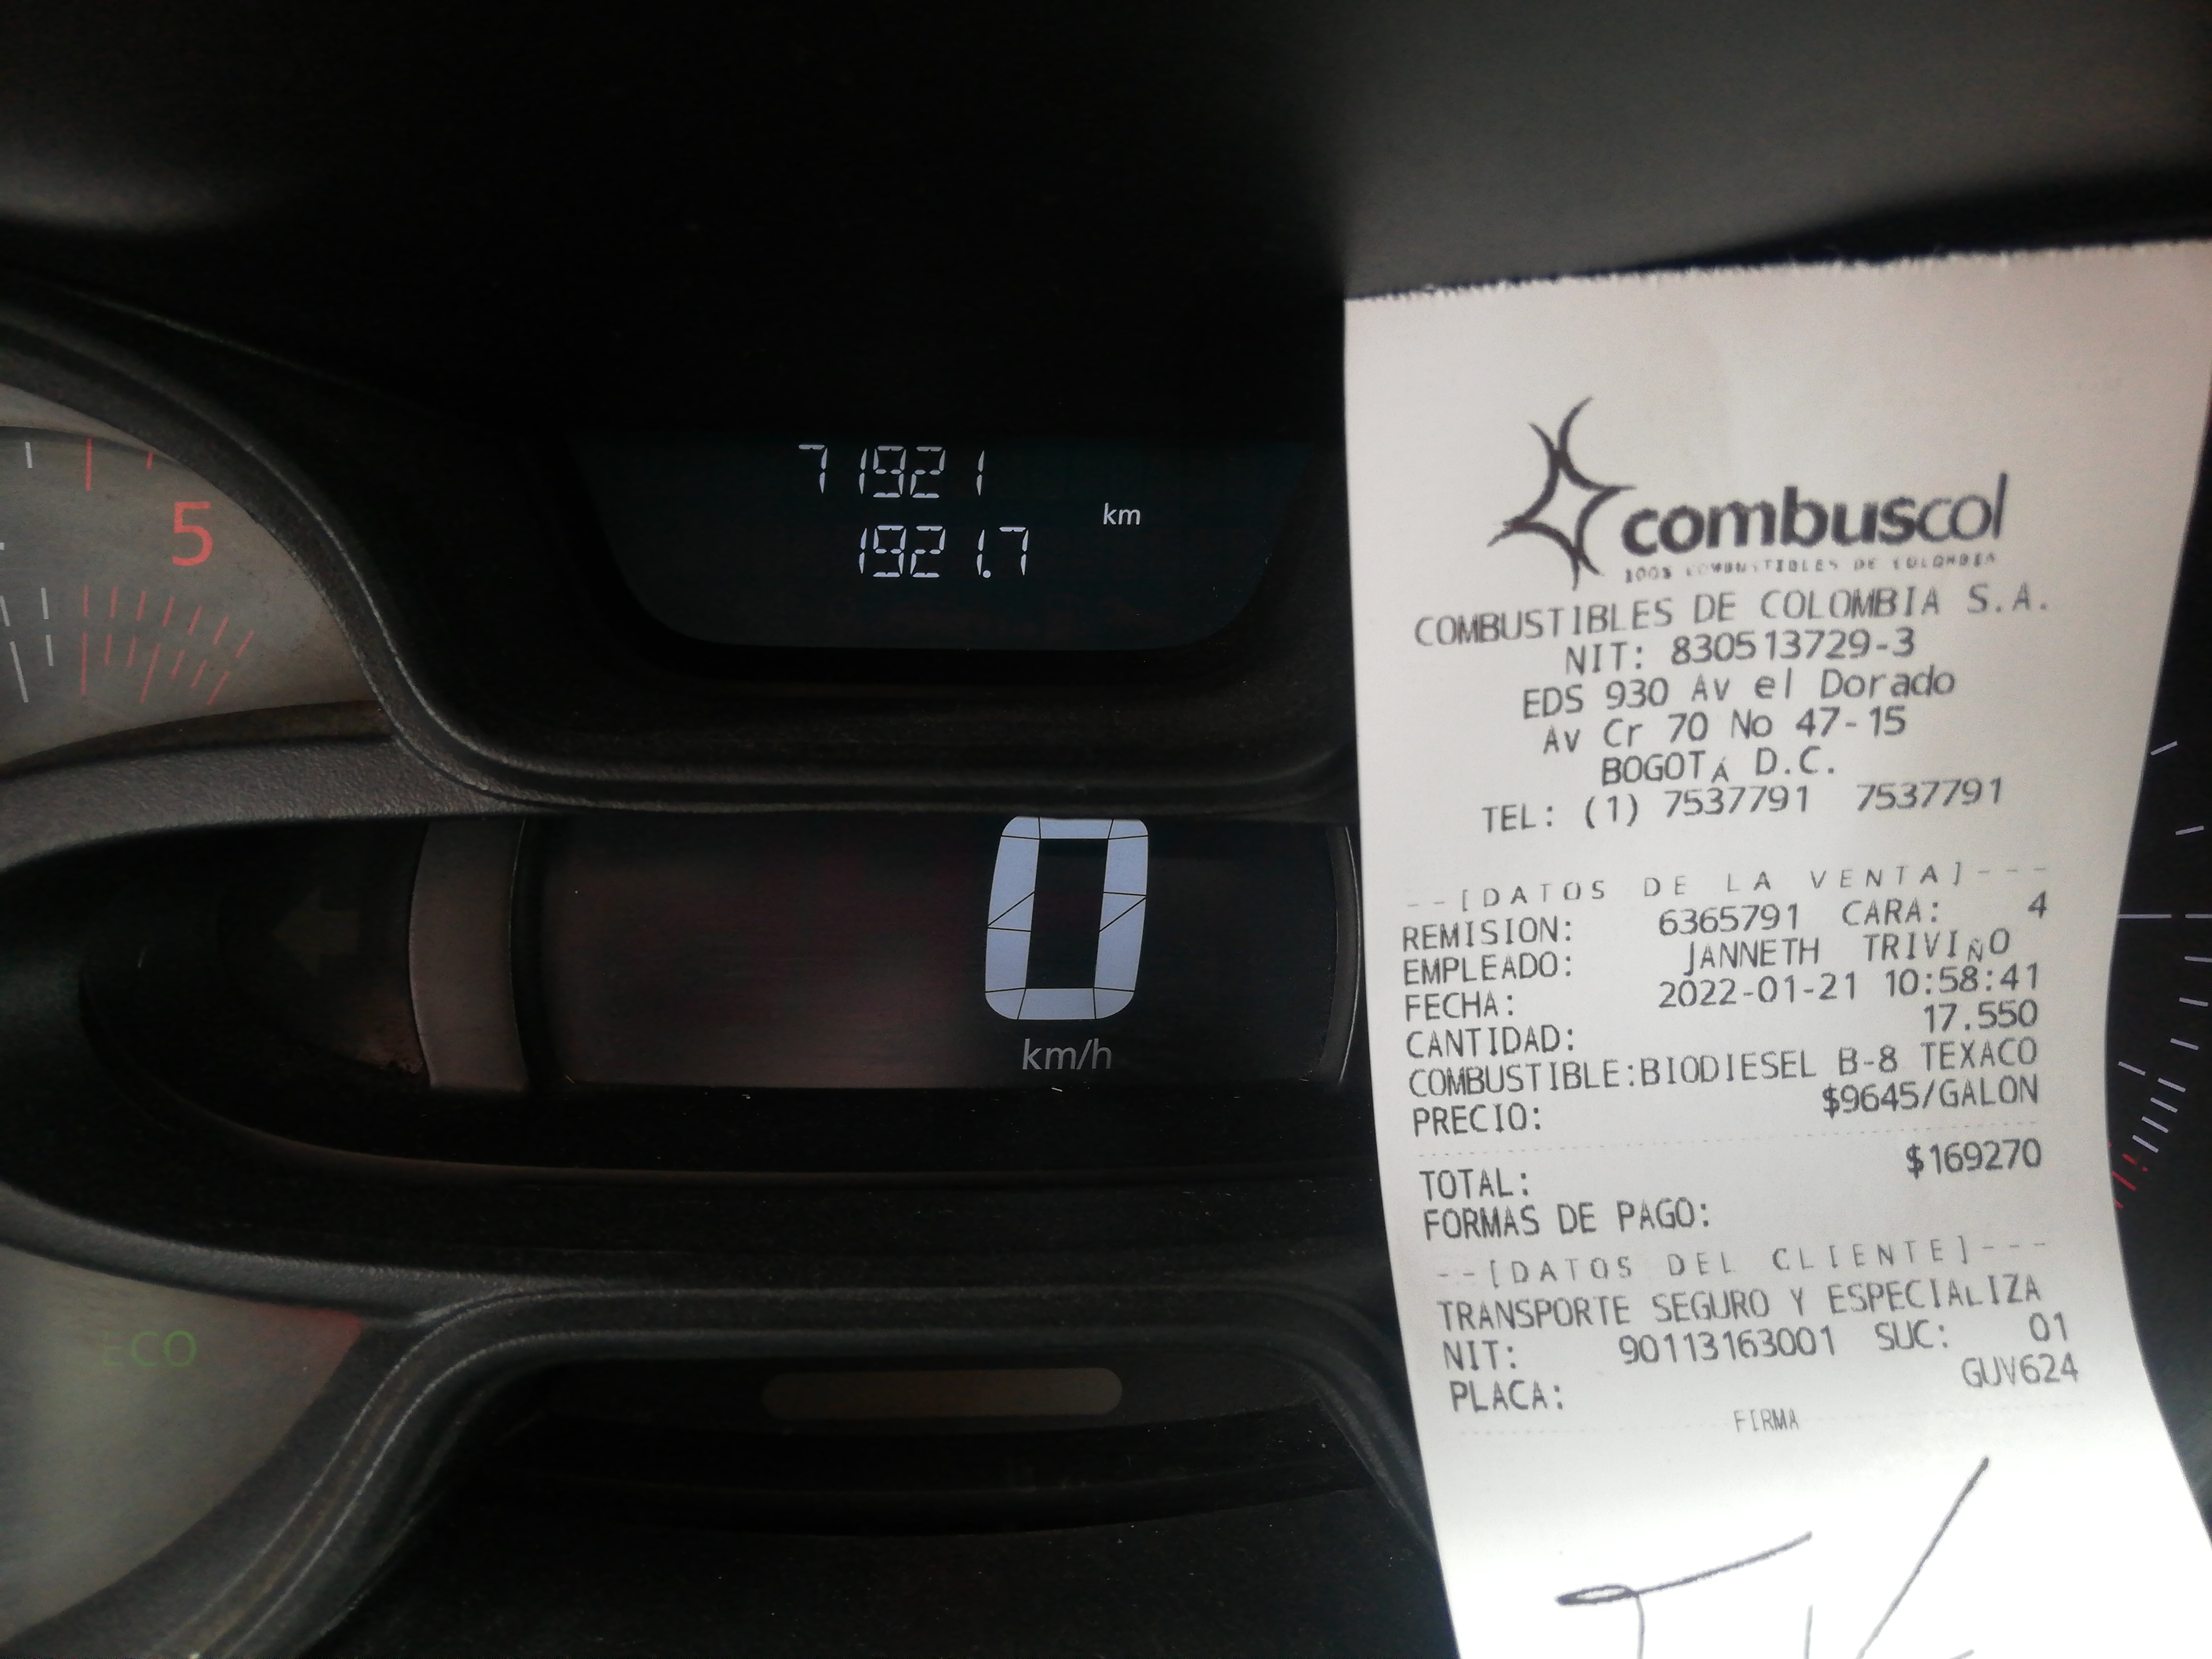 5
71921
km
1921.7
0
km/h
ECO
combuscol
COMBUSTIBLES DE COLOMBIA
COMBUSTIBLES DE COLOMBIA S.A.
NIT: 830513729-3
EDS 930 Av el Dorado
Av Cr 70 No 47-15
BOGOTÁ D.C.
TEL: (1) 7537791 7537791
--[DATOS DE LA VENTA]---
REMISION: 6365791 CARA: 4
EMPLEADO: JANNETH TRIVIÑO
FECHA: 2022-01-21 10:58:41
CANTIDAD: 17.550
COMBUSTIBLE:BIODIESEL B-8 TEXACO
PRECIO: $9645/GALON
TOTAL: $169270
FORMAS DE PAGO:
--[DATOS DEL CLIENTE]---
TRANSPORTE SEGURO Y ESPECIALIZA
NIT: 90113163001 SUC: 01
PLACA: GUV624
FIRMA